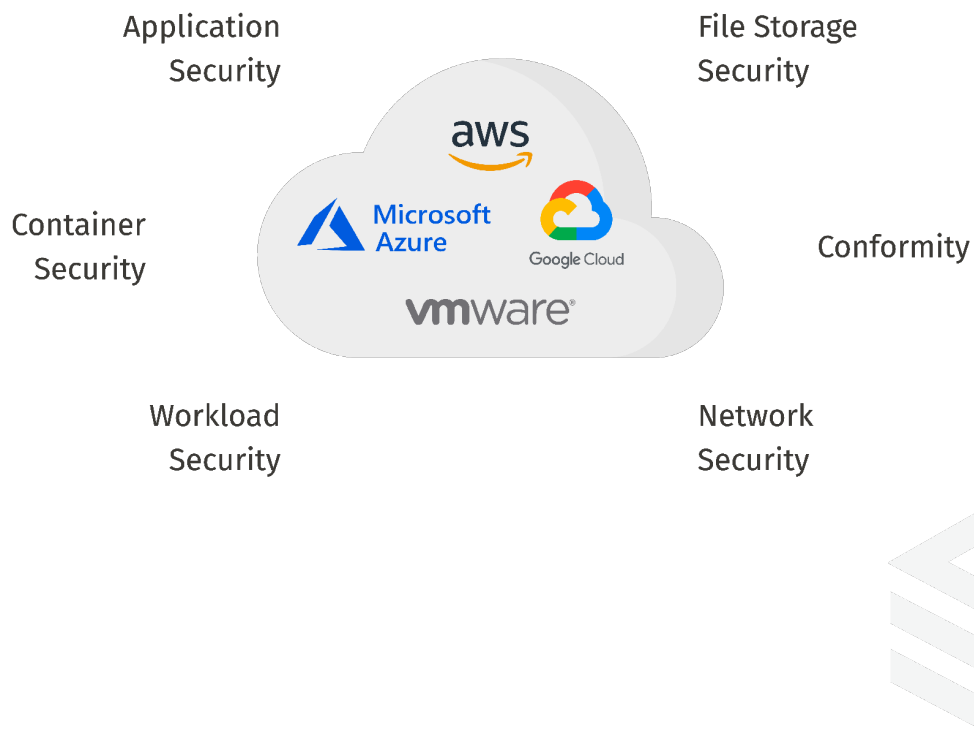 Application
Security
File Storage
Security
aws
Microsoft
Azure
Google Cloud
vmware®
Container
Security
Conformity
Workload
Security
Network
Security